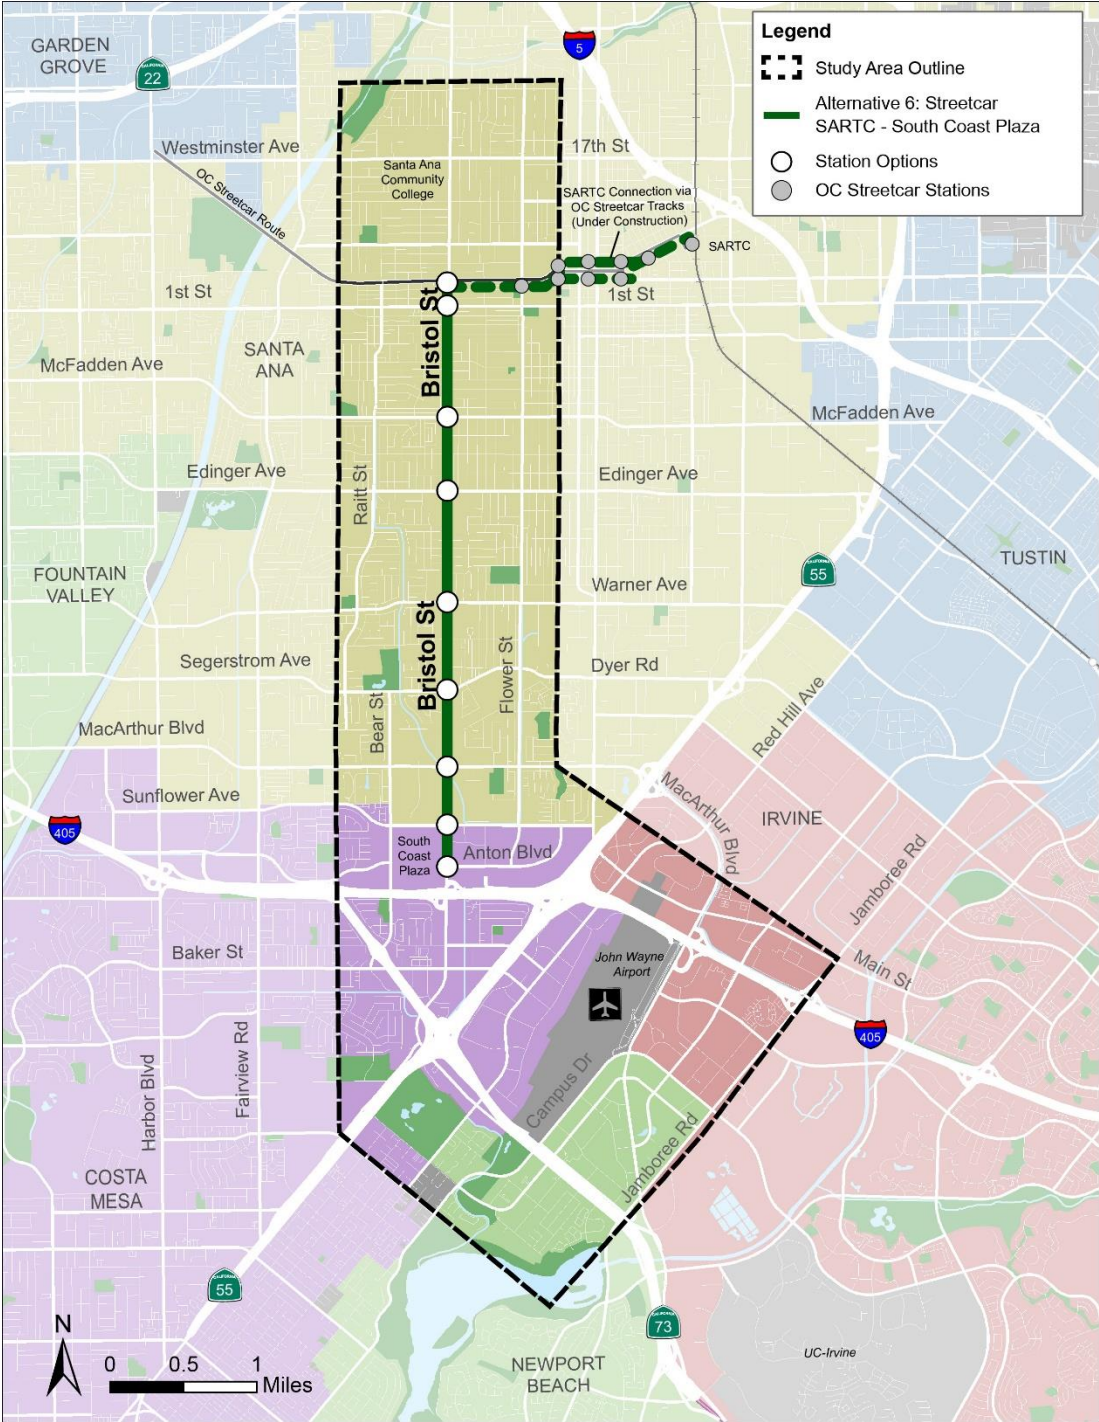 GARDEN
GROVE
CALIFORNIA
22
5
Legend
Study Area Outline
Alternative 6: Streetcar
SARTC - South Coast Plaza
Station Options
OC Streetcar Stations
Westminster Ave
17th St
Santa Ana
Community
College
OC Streetcar Route
SARTC Connection via
OC Streetcar Tracks
(Under Construction)
SARTC
1st St
1st St
Bristol St
SANTA
ANA
McFadden Ave
McFadden Ave
Edinger Ave
Edinger Ave
Raitt St
TUSTIN
FOUNTAIN
VALLEY
CALIFORNIA
55
Warner Ave
Bristol St
Segerstrom Ave
Flower St
Dyer Rd
Bear St
Red Hill Ave
MacArthur Blvd
MacArthur Blvd
Sunflower Ave
IRVINE
405
South
Coast
Plaza
Anton Blvd
Jamboree Rd
Baker St
John Wayne
Airport
Main St
405
Harbor Blvd
Fairview Rd
Campus Dr
Jamboree Rd
COSTA
MESA
CALIFORNIA
55
CALIFORNIA
73
N
0 0.5 1
Miles
NEWPORT
BEACH
UC-Irvine